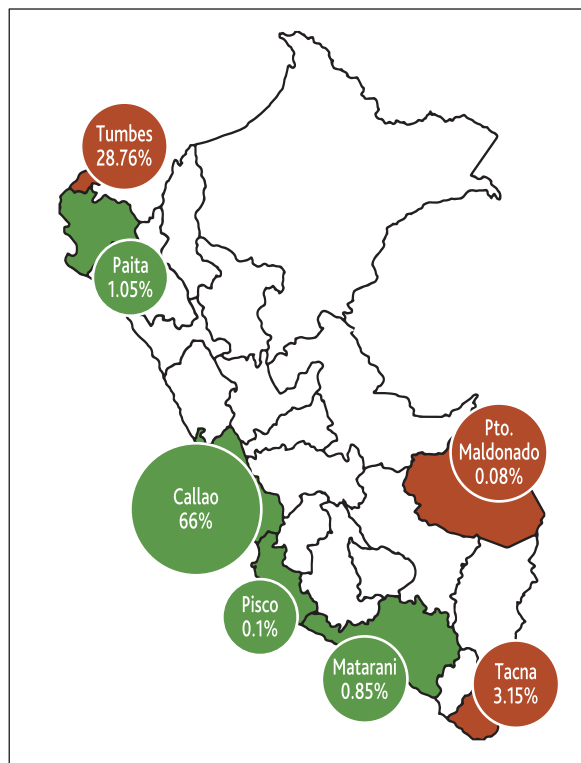 Tumbes
28.76%
Paita
1.05%
Pto.
Maldonado
0.08%
Callao
66%
Pisco
0.1%
Matarani
0.85%
Tacna
3.15%